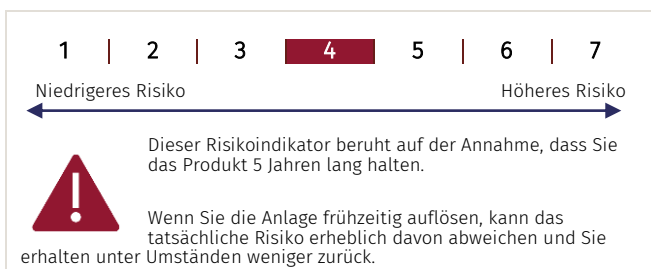 1 | 2 | 3 | 4 | 5 | 6 | 7
Niedrigeres Risiko Höheres Risiko
Dieser Risikoindikator beruht auf der Annahme, dass Sie
das Produkt 5 Jahren lang halten.
Wenn Sie die Anlage frühzeitig auflösen, kann das
tatsächliche Risiko erheblich davon abweichen und Sie
erhalten unter Umständen weniger zurück.